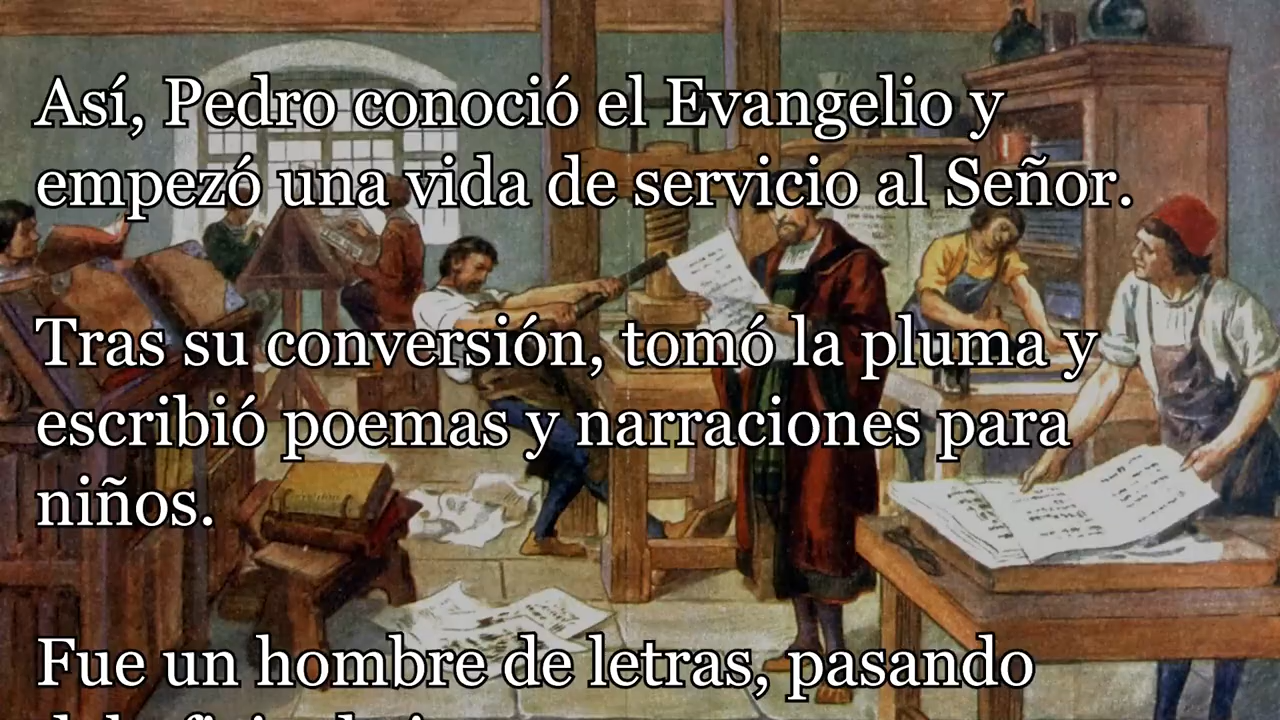 Así, Pedro conoció el Evangelio y
empezó una vida de servicio al Señor.
Tras su conversión, tomó la pluma y
escribió poemas y narraciones para
niños.
Fue un hombre de letras, pasando